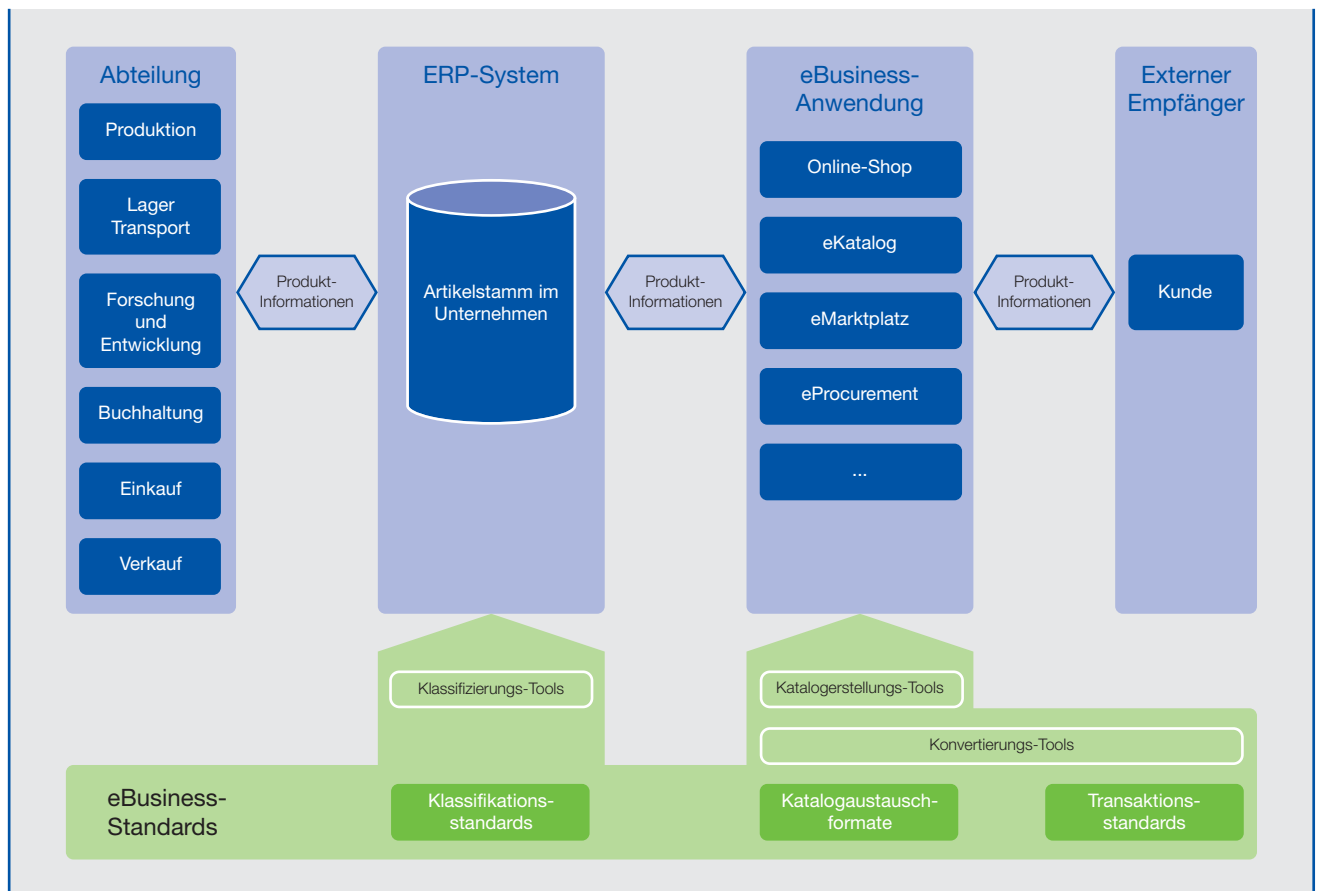 Abteilung
Produktion
Lager
Transport
Forschung
und
Entwicklung
Buchhaltung
Einkauf
Verkauf
Produkt-
Informationen
ERP-System
Artikelstamm im
Unternehmen
Produkt-
Informationen
eBusiness-
Anwendung
Online-Shop
eKatalog
eMarktplatz
eProcurement
...
Produkt-
Informationen
Externer
Empfänger
Kunde
Klassifizierungs-Tools
Katalogerstellungs-Tools
Konvertierungs-Tools
eBusiness-
Standards
Klassifikations-
standards
Katalogaustausch-
formate
Transaktions-
standards